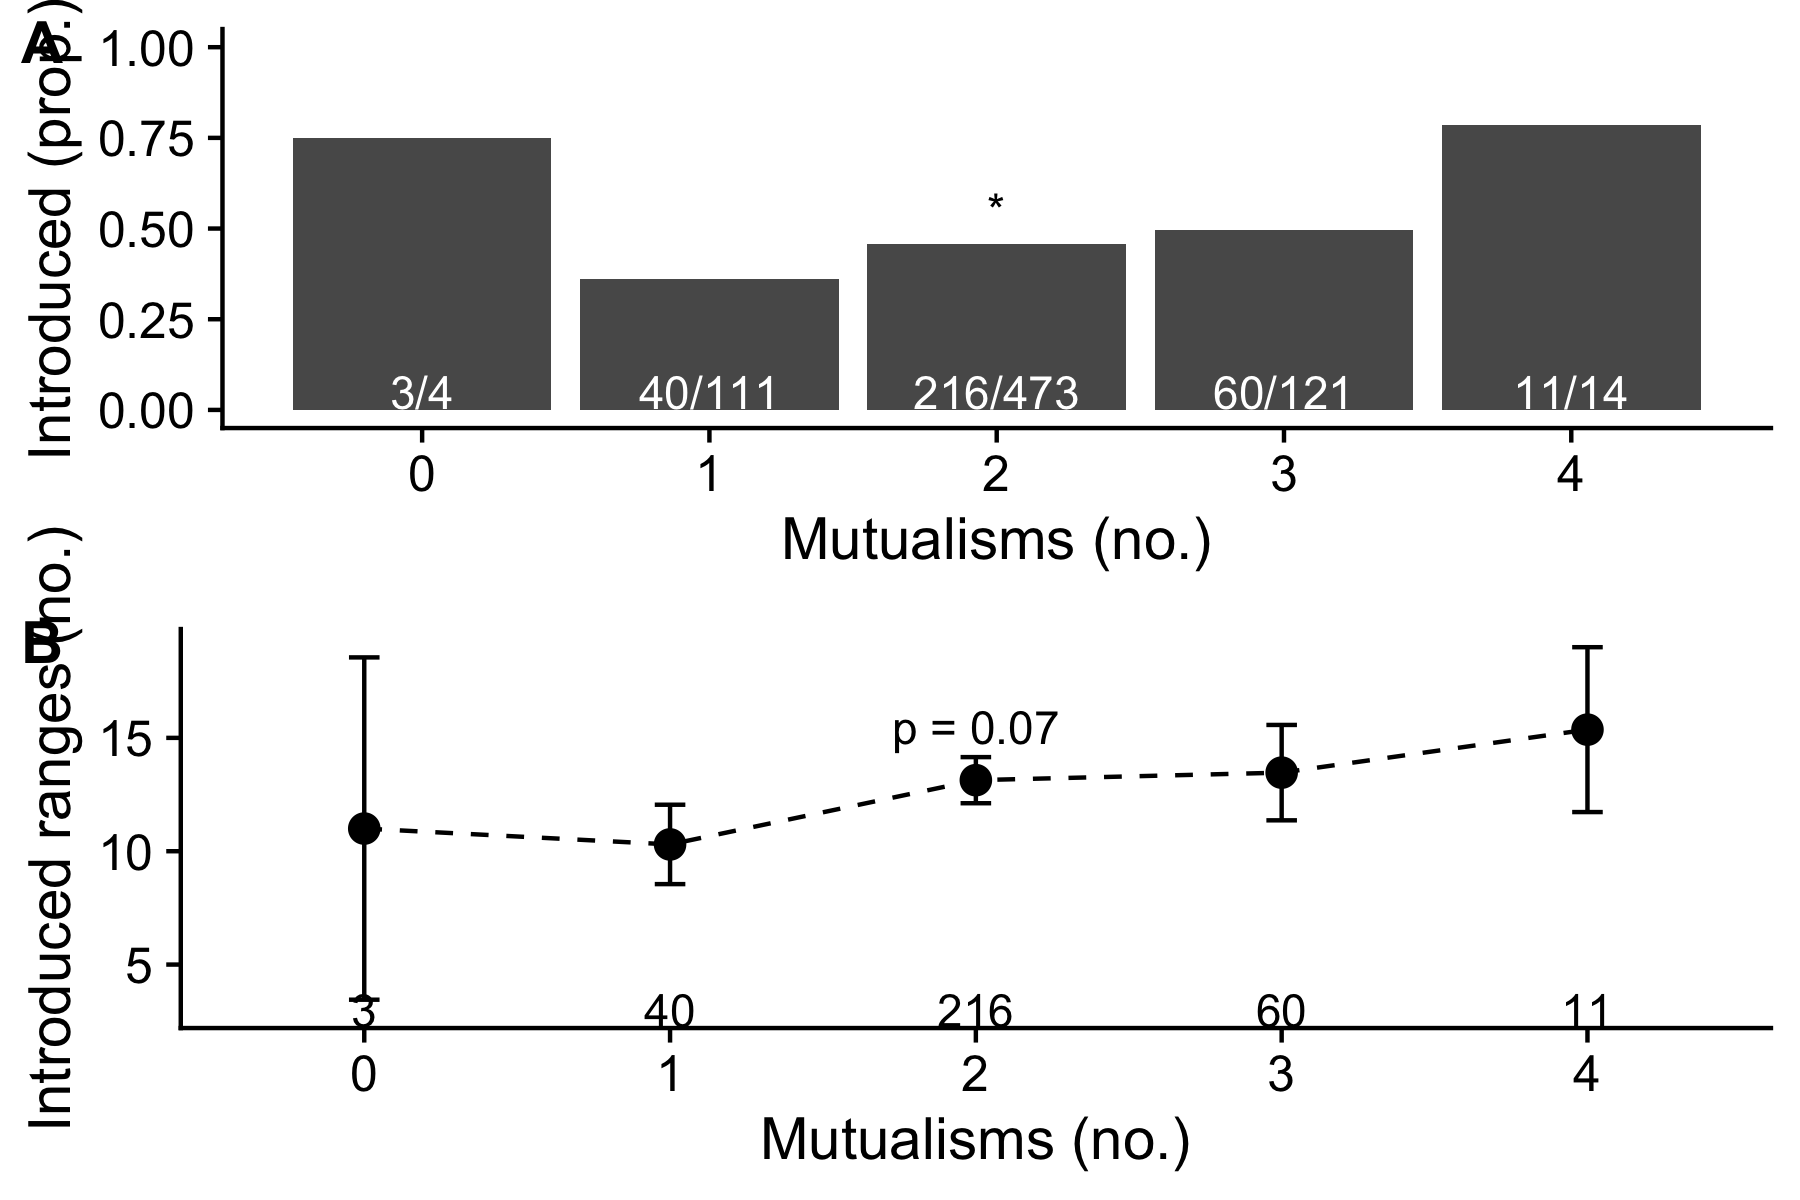 A
Introduced (prop.)
1.00
0.75
0.50
0.25
0.00
*
3/4 40/111 216/473 60/121 11/14
0 1 2 3 4
Mutualisms (no.)
B
Introduced ranges (no.)
15
10
5
p = 0.07
3 40 216 60 11
0 1 2 3 4
Mutualisms (no.)